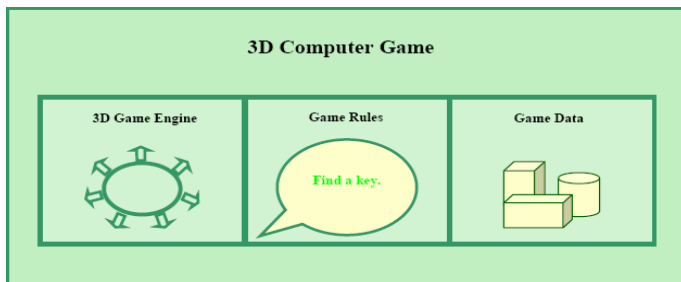 3D Computer Game
3D Game Engine
Game Rules
Game Data
Find a key.